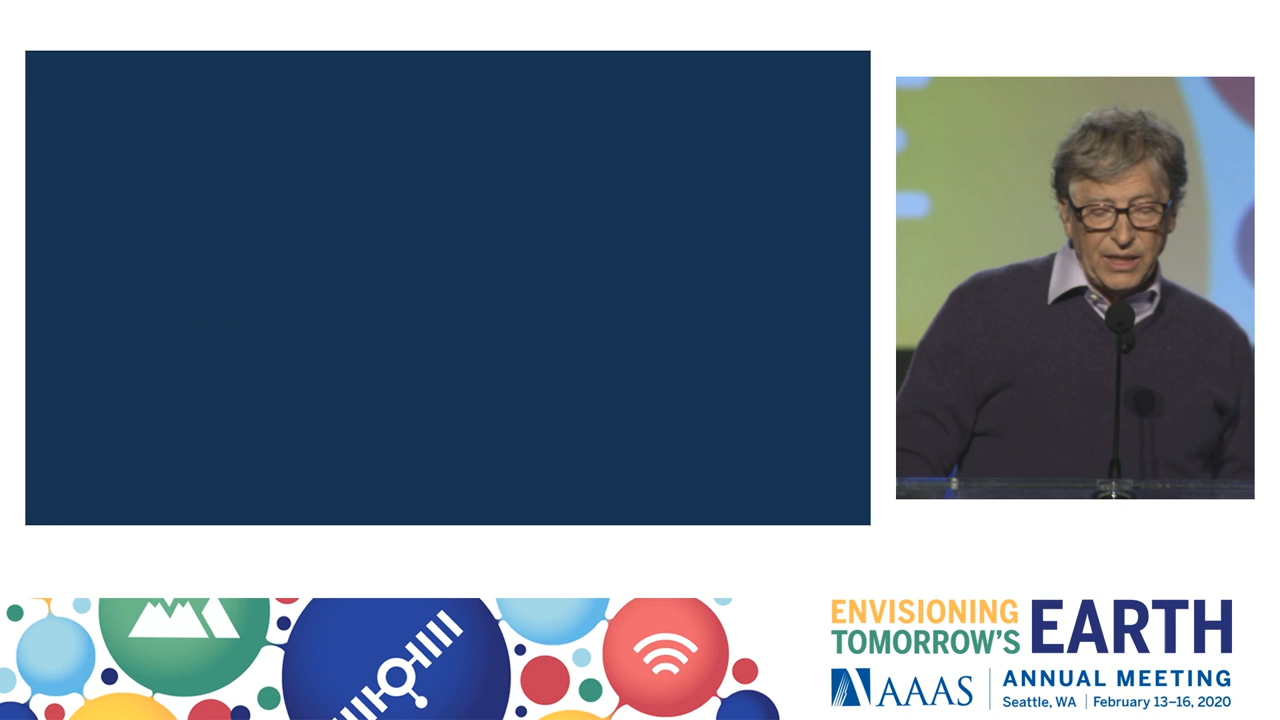 ENVISIONING
TOMORROW'S EARTH
AAAS ANNUAL MEETING
Seattle, WA | February 13–16, 2020